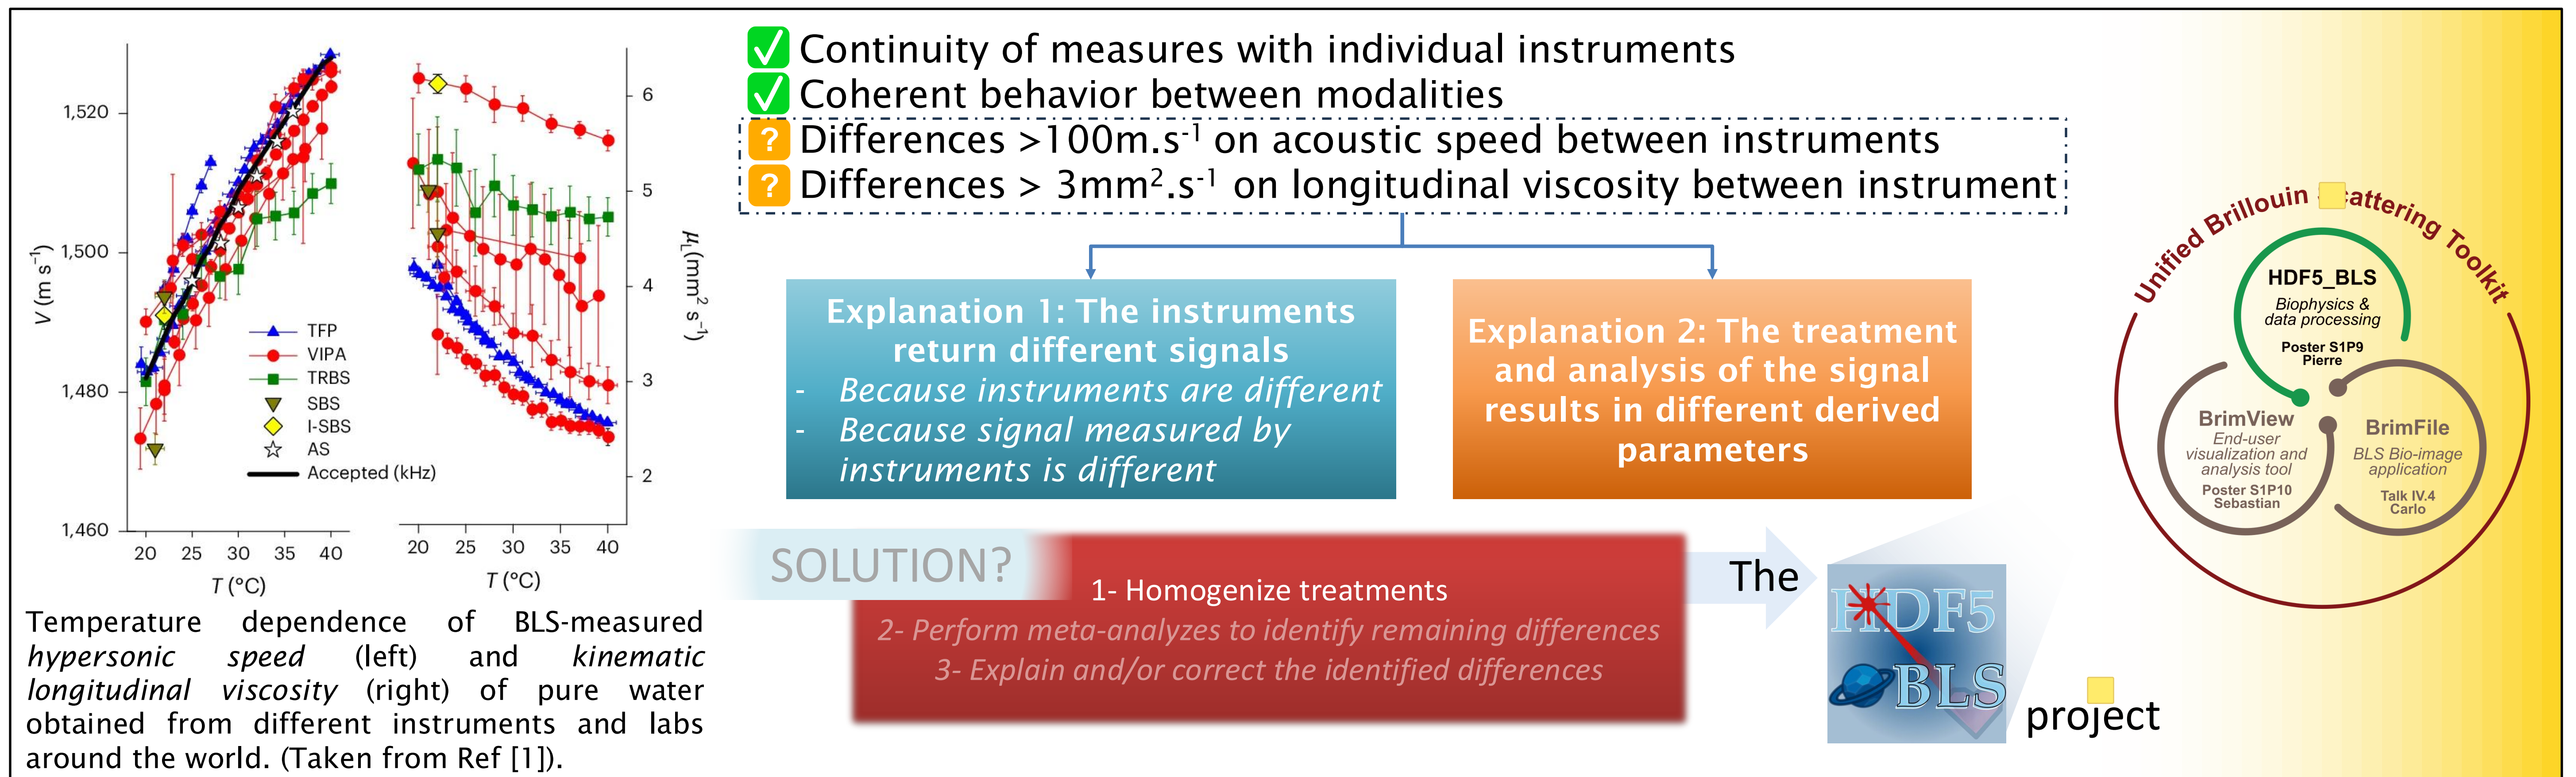 1,520
1,500
1,480
1,460
V (m s⁻¹)
20 25 30 35 40
T (°C)
TFP
VIPA
TRBS
SBS
I-SBS
AS
Accepted (kHz)
6
5
4
3
2
μL(mm² s⁻¹)
20 25 30 35 40
T (°C)
Temperature dependence of BLS-measured
hypersonic speed (left) and kinematic
longitudinal viscosity (right) of pure water
obtained from different instruments and labs
around the world. (Taken from Ref [1]).
✓ Continuity of measures with individual instruments
✓ Coherent behavior between modalities
? Differences >100m.s⁻¹ on acoustic speed between instruments
? Differences > 3mm².s⁻¹ on longitudinal viscosity between instrument
Explanation 1: The instruments
return different signals
- Because instruments are different
- Because signal measured by
instruments is different
Explanation 2: The treatment
and analysis of the signal
results in different derived
parameters
SOLUTION?
1- Homogenize treatments
2- Perform meta-analyzes to identify remaining differences
3- Explain and/or correct the identified differences
The
HDF5
BLS
project
Unified Brillouin cattering Toolkit
HDF5_BLS
Biophysics &
data processing
Poster S1P9
Pierre
BrimView
End-user
visualization and
analysis tool
Poster S1P10
Sebastian
BrimFile
BLS Bio-image
application
Talk IV.4
Carlo